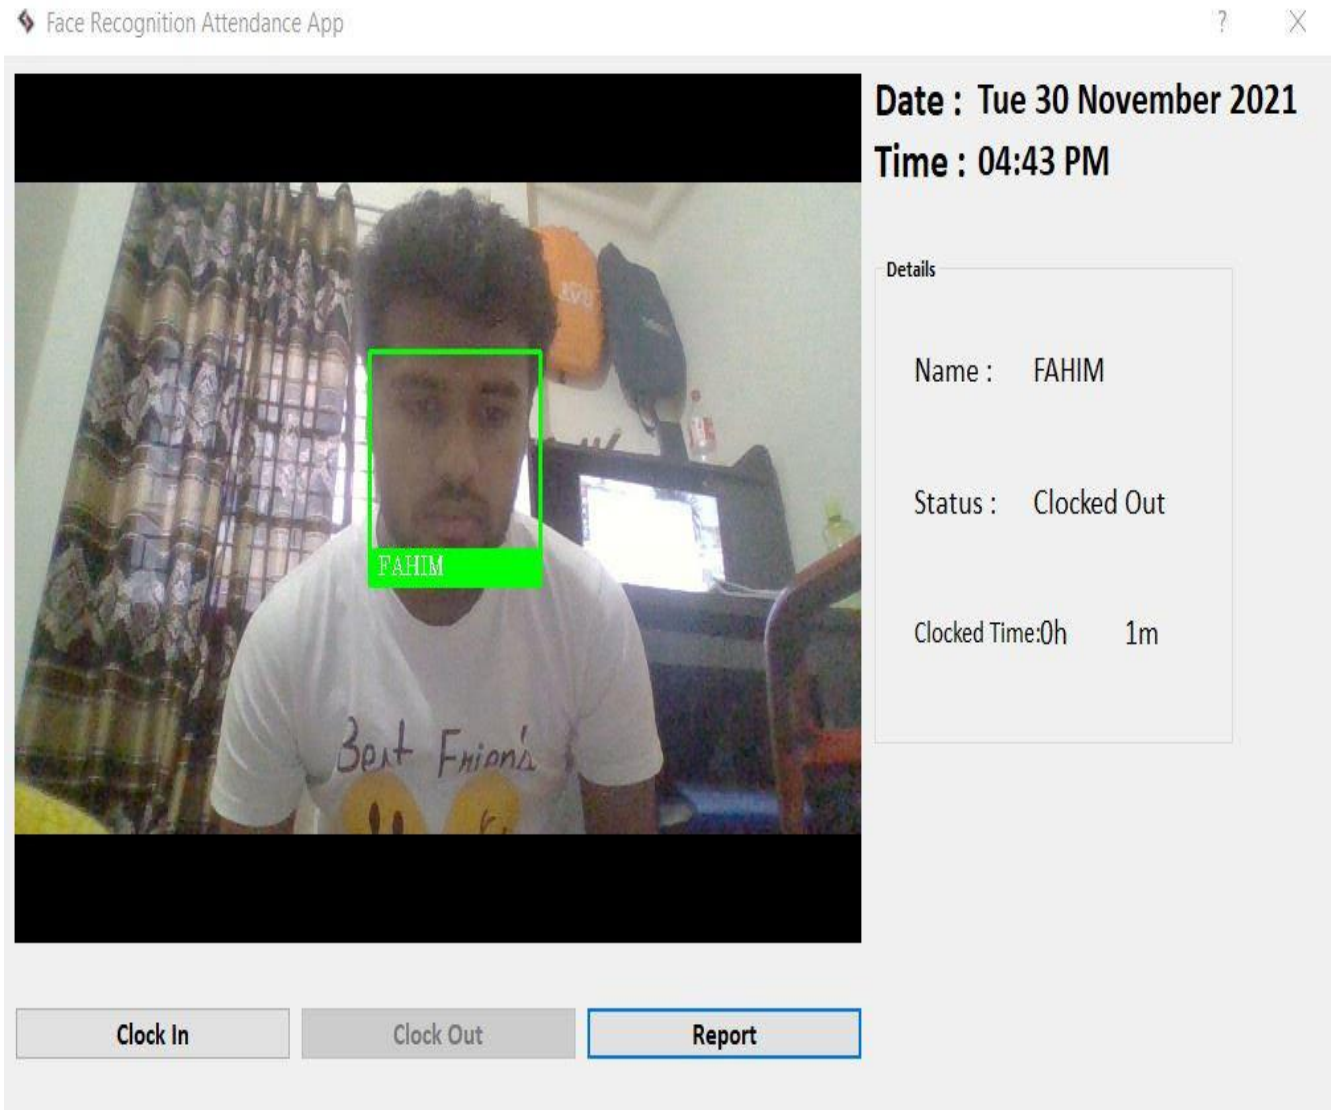 Face Recognition Attendance App
Date : Tue 30 November 2021
Time : 04:43 PM
Details
Name : FAHIM
Status : Clocked Out
Clocked Time:0h 1m
FAHIM
Best Frien's
Clock In
Clock Out
Report